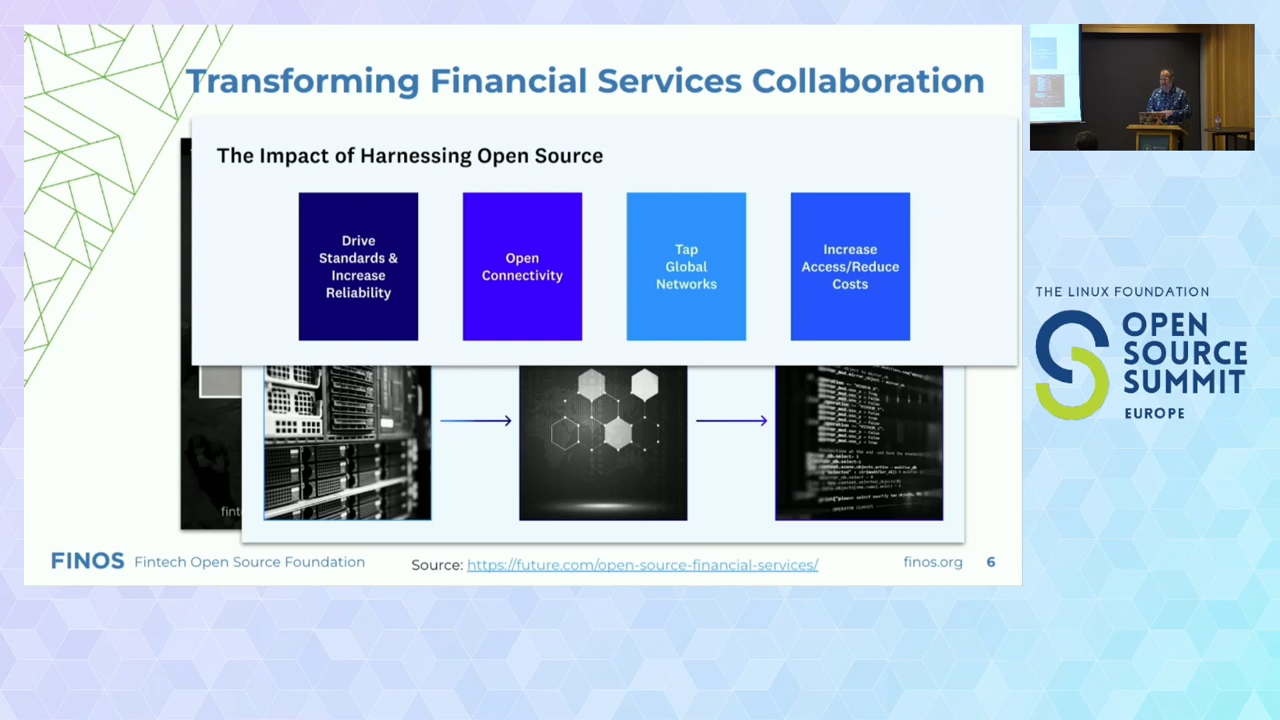 Transforming Financial Services Collaboration
The Impact of Harnessing Open Source
Drive
Standards &
Increase
Reliability
Open
Connectivity
Tap
Global
Networks
Increase
Access/Reduce
Costs
FINOS Fintech Open Source Foundation
Source: https://future.com/open-source-financial-services/
finos.org 6
THE LINUX FOUNDATION
OPEN
SOURCE
SUMMIT
EUROPE